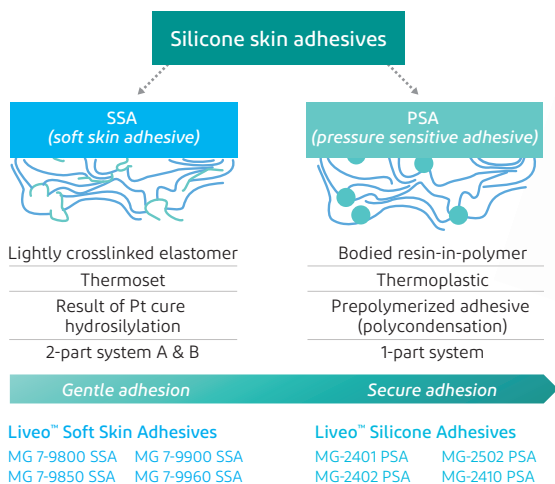 Silicone skin adhesives
SSA
(soft skin adhesive)
PSA
(pressure sensitive adhesive)
Lightly crosslinked elastomer
Bodied resin-in-polymer
Thermoset
Thermoplastic
Result of Pt cure
hydrosilylation
Prepolymerized adhesive
(polycondensation)
2-part system A & B
1-part system
Gentle adhesion
Secure adhesion
Liveo™ Soft Skin Adhesives
MG 7-9800 SSA MG 7-9900 SSA
MG 7-9850 SSA MG 7-9960 SSA
Liveo™ Silicone Adhesives
MG-2401 PSA MG-2502 PSA
MG-2402 PSA MG-2410 PSA